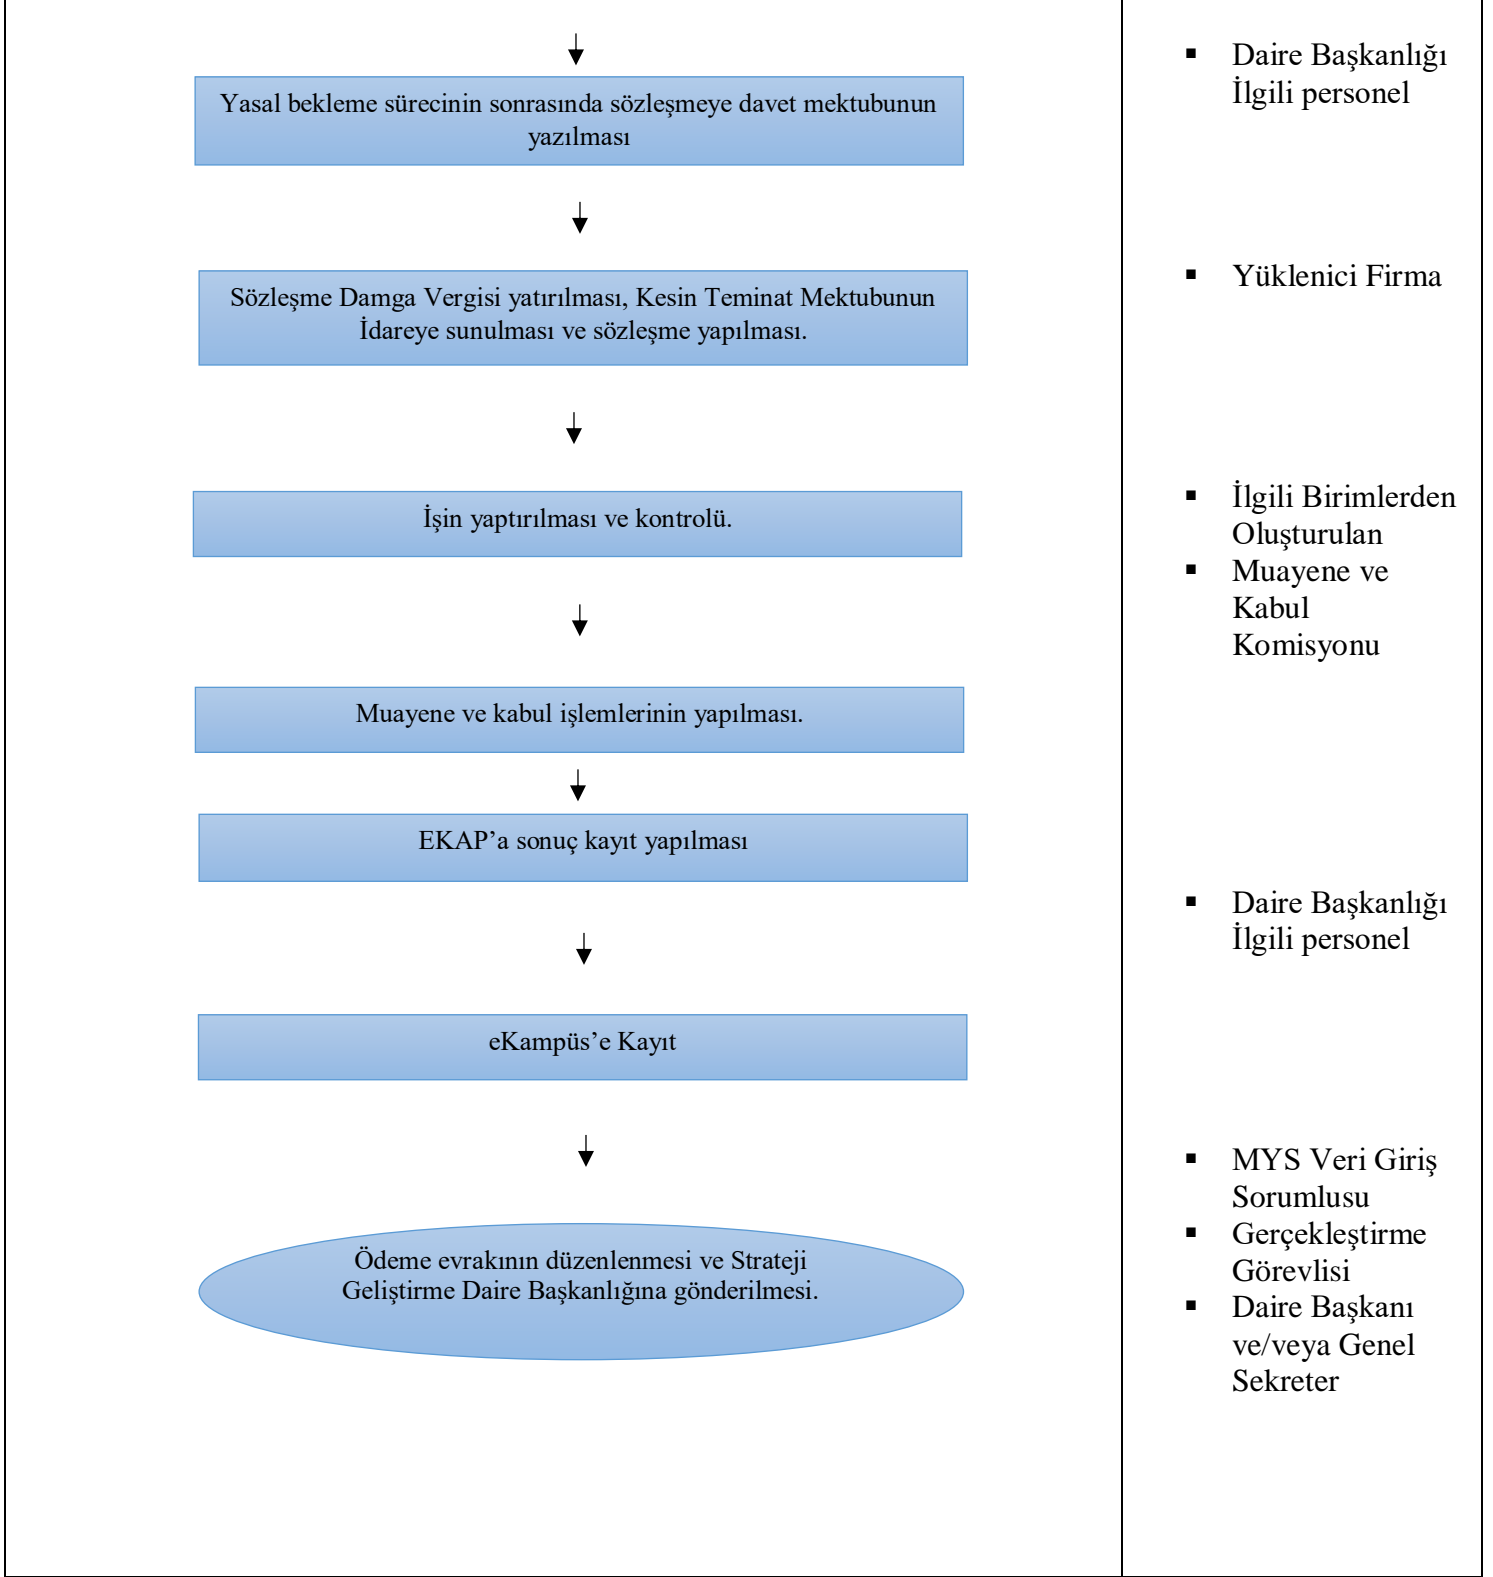 Yasal bekleme sürecinin sonrasında sözleşmeye davet mektubunun
yazılması
Sözleşme Damga Vergisi yatırılması, Kesin Teminat Mektubunun
İdareye sunulması ve sözleşme yapılması.
İşin yaptırılması ve kontrolü.
Muayene ve kabul işlemlerinin yapılması.
EKAP’a sonuç kayıt yapılması
eKampüs’e Kayıt
Ödeme evrakının düzenlenmesi ve Strateji
Geliştirme Daire Başkanlığına gönderilmesi.
▪ Daire Başkanlığı
İlgili personel
▪ Yüklenici Firma
▪ İlgili Birimlerden
Oluşturulan
▪ Muayene ve
Kabul
Komisyonu
▪ Daire Başkanlığı
İlgili personel
▪ MYS Veri Giriş
Sorumlusu
▪ Gerçekleştirme
Görevlisi
▪ Daire Başkanı
ve/veya Genel
Sekreter